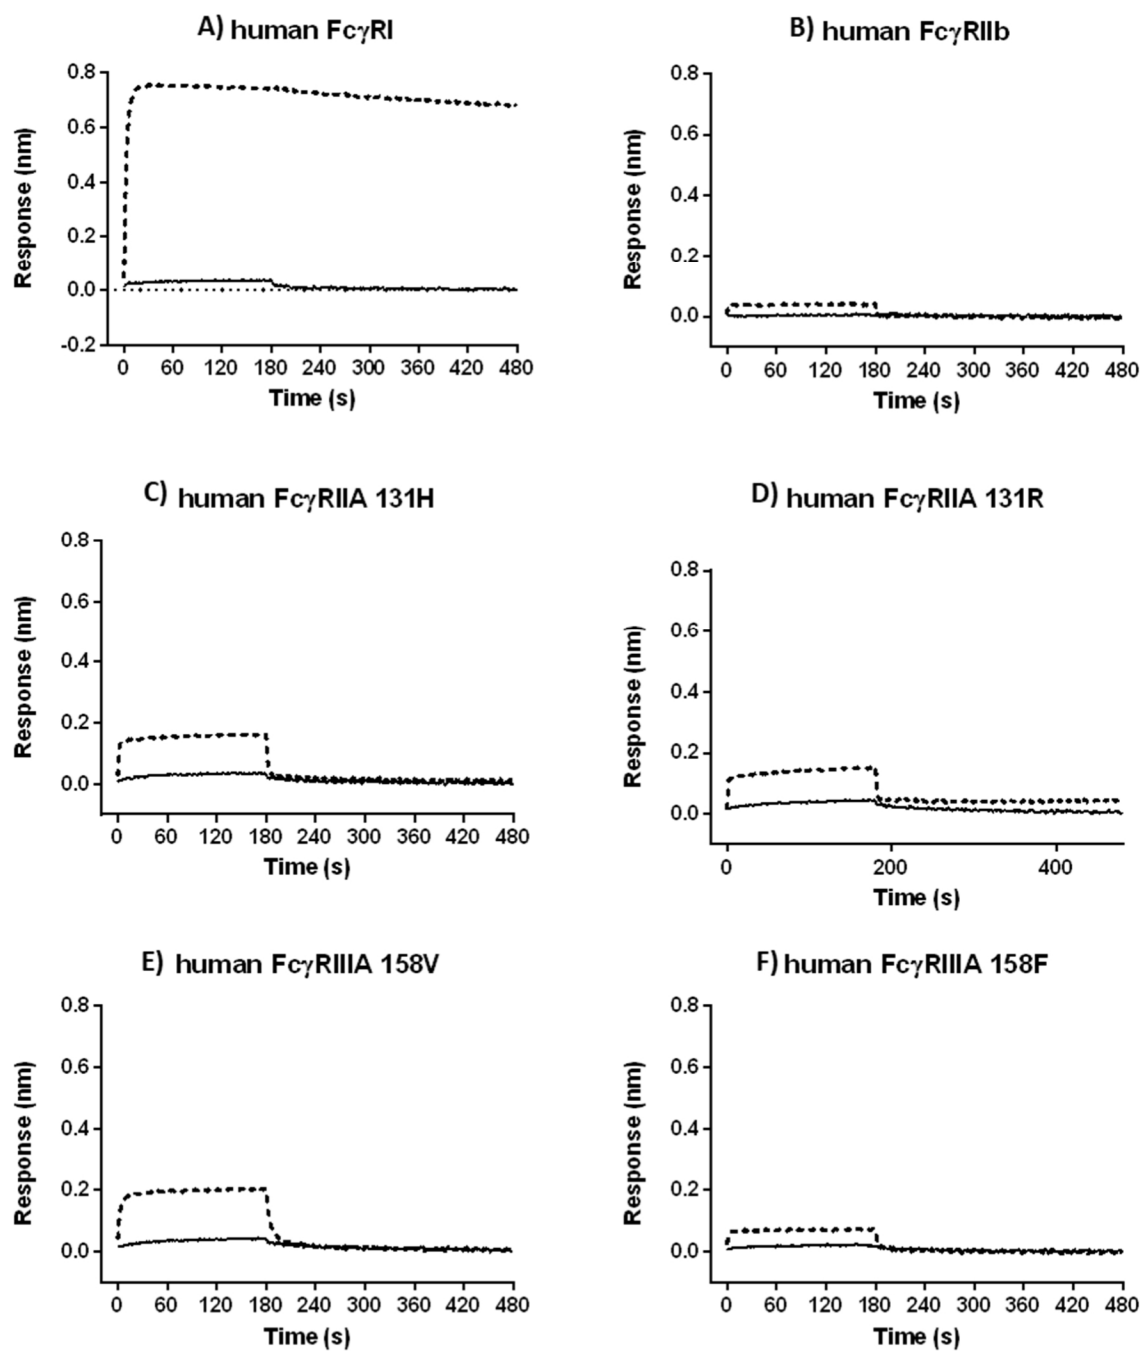 A) human FcγRI
0.8
0.6
0.4
0.2
0.0
-0.2
Response (nm)
0 60 120 180 240 300 360 420 480
Time (s)
B) human FcγRIIb
0.8
0.6
0.4
0.2
0.0
Response (nm)
0 60 120 180 240 300 360 420 480
Time (s)
C) human FcγRIIA 131H
0.8
0.6
0.4
0.2
0.0
Response (nm)
0 60 120 180 240 300 360 420 480
Time (s)
D) human FcγRIIA 131R
0.8
0.6
0.4
0.2
0.0
Response (nm)
0 200 400
Time (s)
E) human FcγRIIIA 158V
0.8
0.6
0.4
0.2
0.0
Response (nm)
0 60 120 180 240 300 360 420 480
Time (s)
F) human FcγRIIIA 158F
0.8
0.6
0.4
0.2
0.0
Response (nm)
0 60 120 180 240 300 360 420 480
Time (s)